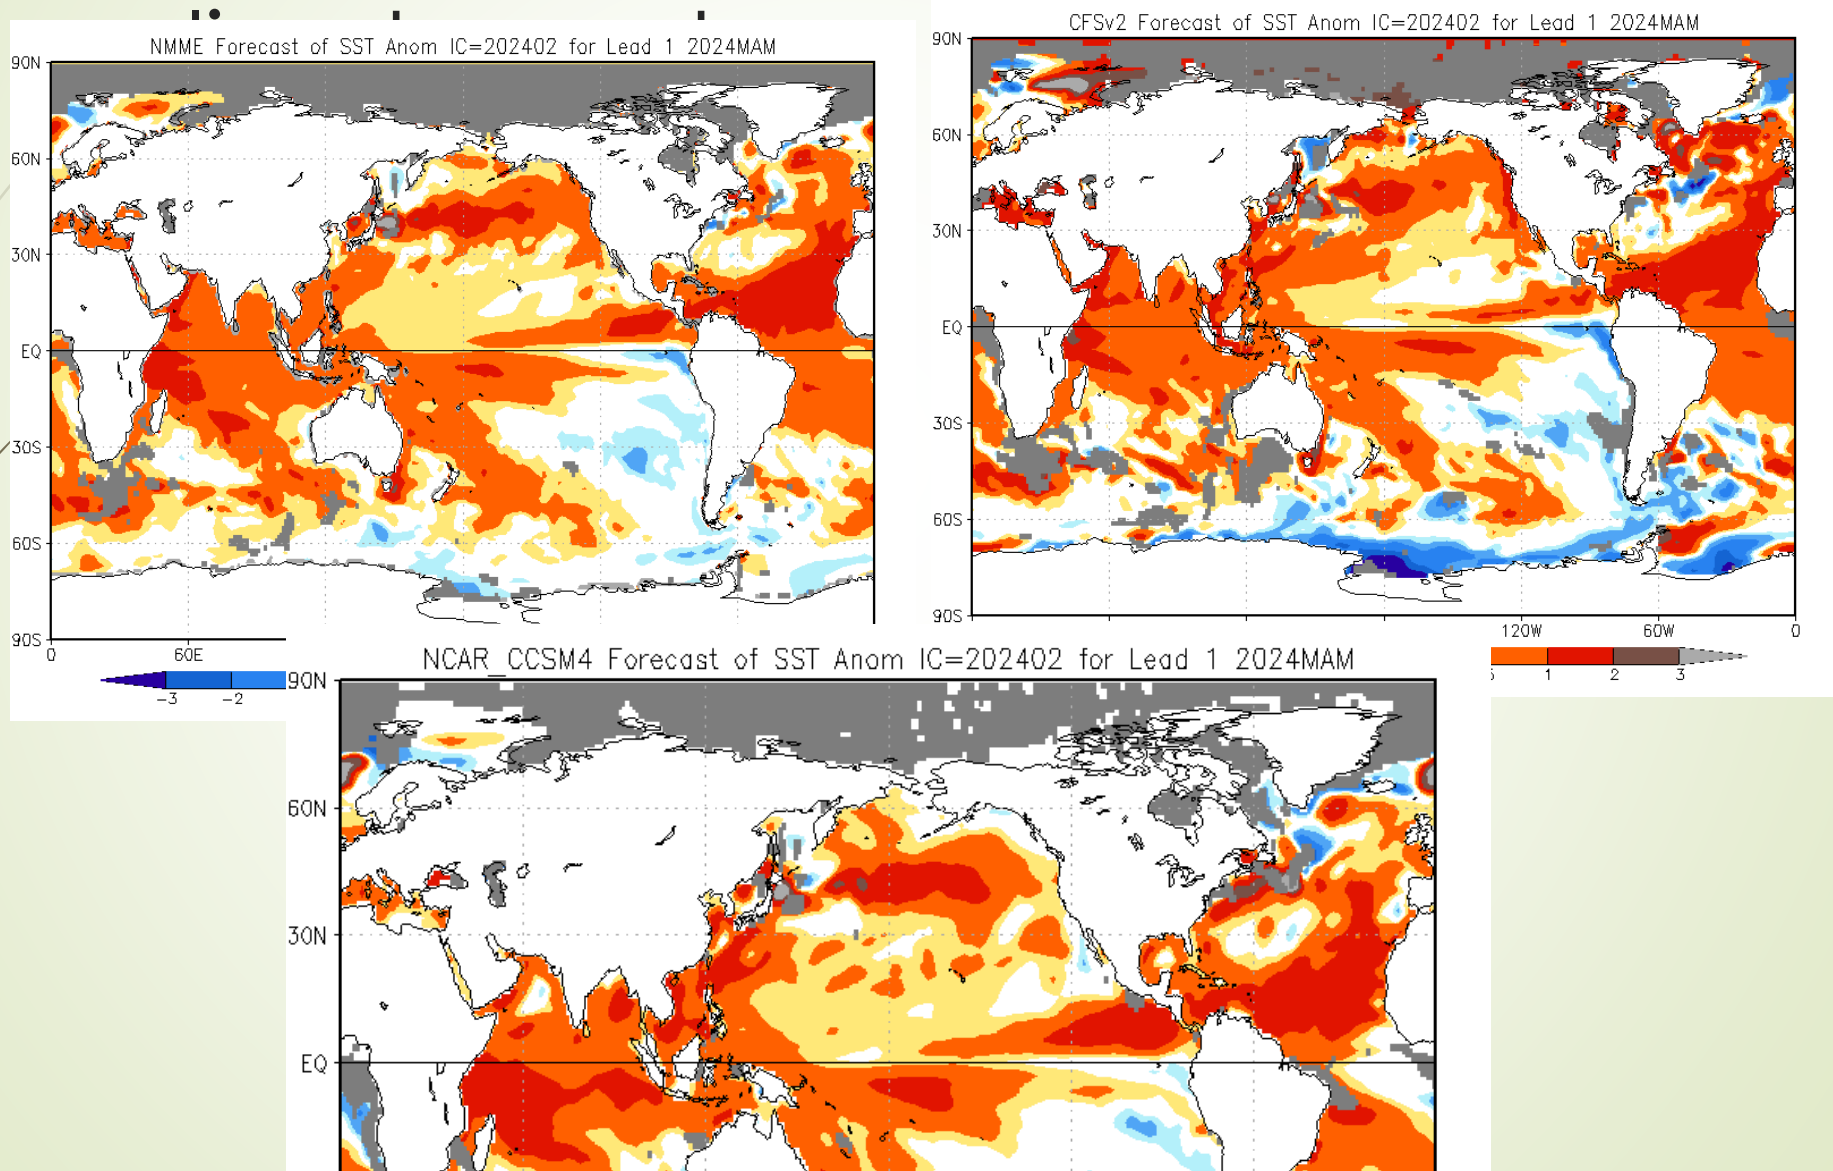 NMME Forecast of SST Anom IC=202402 for Lead 1 2024MAM
90N
60N
30N
EQ
30S
60S
90S
0 60E
-3 -2
CFSv2 Forecast of SST Anom IC=202402 for Lead 1 2024MAM
90N
60N
30N
EQ
30S
60S
90S
120W 60W 0
1 2 3
NCAR_CCSM4 Forecast of SST Anom IC=202402 for Lead 1 2024MAM
90N
60N
30N
EQ